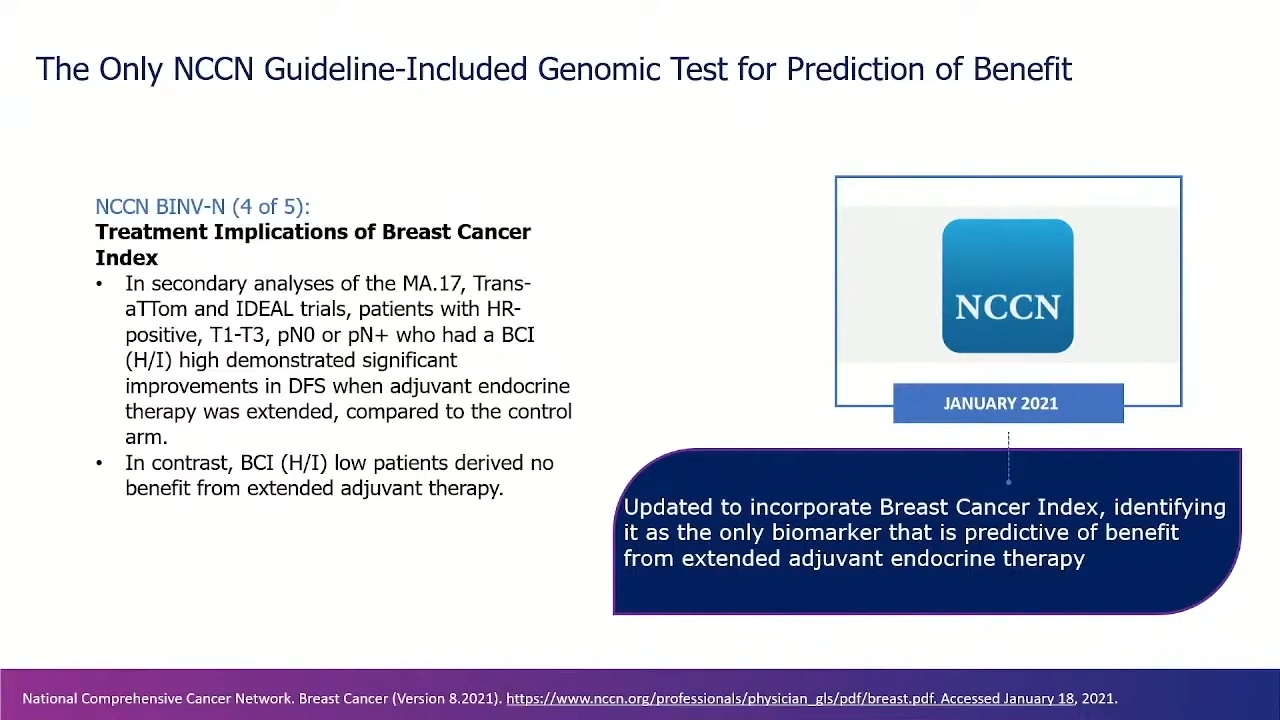 The Only NCCN Guideline-Included Genomic Test for Prediction of Benefit
NCCN BINV-N (4 of 5):
Treatment Implications of Breast Cancer
Index
• In secondary analyses of the MA.17, Trans-
aTTom and IDEAL trials, patients with HR-
positive, T1-T3, pN0 or pN+ who had a BCI
(H/I) high demonstrated significant
improvements in DFS when adjuvant endocrine
therapy was extended, compared to the control
arm.
• In contrast, BCI (H/I) low patients derived no
benefit from extended adjuvant therapy.
NCCN
JANUARY 2021
Updated to incorporate Breast Cancer Index, identifying
it as the only biomarker that is predictive of benefit
from extended adjuvant endocrine therapy
National Comprehensive Cancer Network. Breast Cancer (Version 8.2021). https://www.nccn.org/professionals/physician_gls/pdf/breast.pdf. Accessed January 18, 2021.